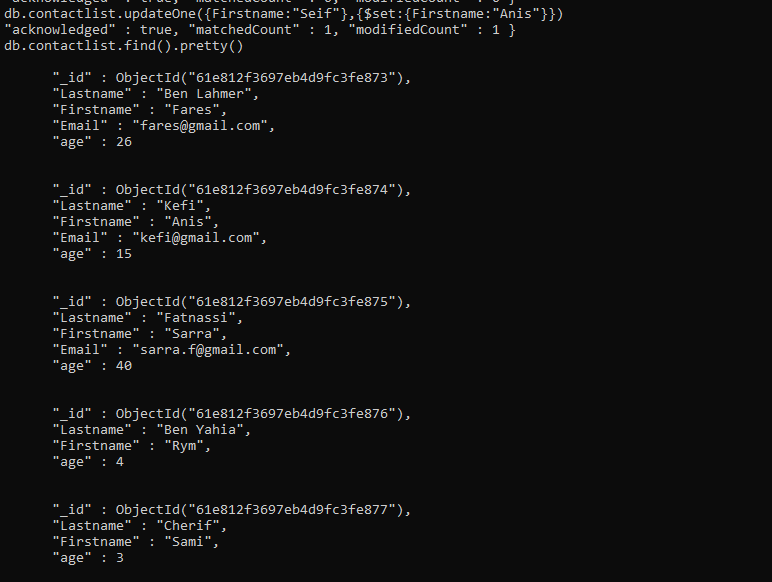 db.contactlist.updateOne({Firstname:"Seif"},{$set:{Firstname:"Anis"}})
"acknowledged" : true, "matchedCount" : 1, "modifiedCount" : 1 }
db.contactlist.find().pretty()
"_id" : ObjectId("61e812f3697eb4d9fc3fe873"),
"Lastname" : "Ben Lahmer",
"Firstname" : "Fares",
"Email" : "fares@gmail.com",
"age" : 26
"_id" : ObjectId("61e812f3697eb4d9fc3fe874"),
"Lastname" : "Kefi",
"Firstname" : "Anis",
"Email" : "kefi@gmail.com",
"age" : 15
"_id" : ObjectId("61e812f3697eb4d9fc3fe875"),
"Lastname" : "Fatnassi",
"Firstname" : "Sarra",
"Email" : "sarra.f@gmail.com",
"age" : 40
"_id" : ObjectId("61e812f3697eb4d9fc3fe876"),
"Lastname" : "Ben Yahia",
"Firstname" : "Rym",
"age" : 4
"_id" : ObjectId("61e812f3697eb4d9fc3fe877"),
"Lastname" : "Cherif",
"Firstname" : "Sami",
"age" : 3